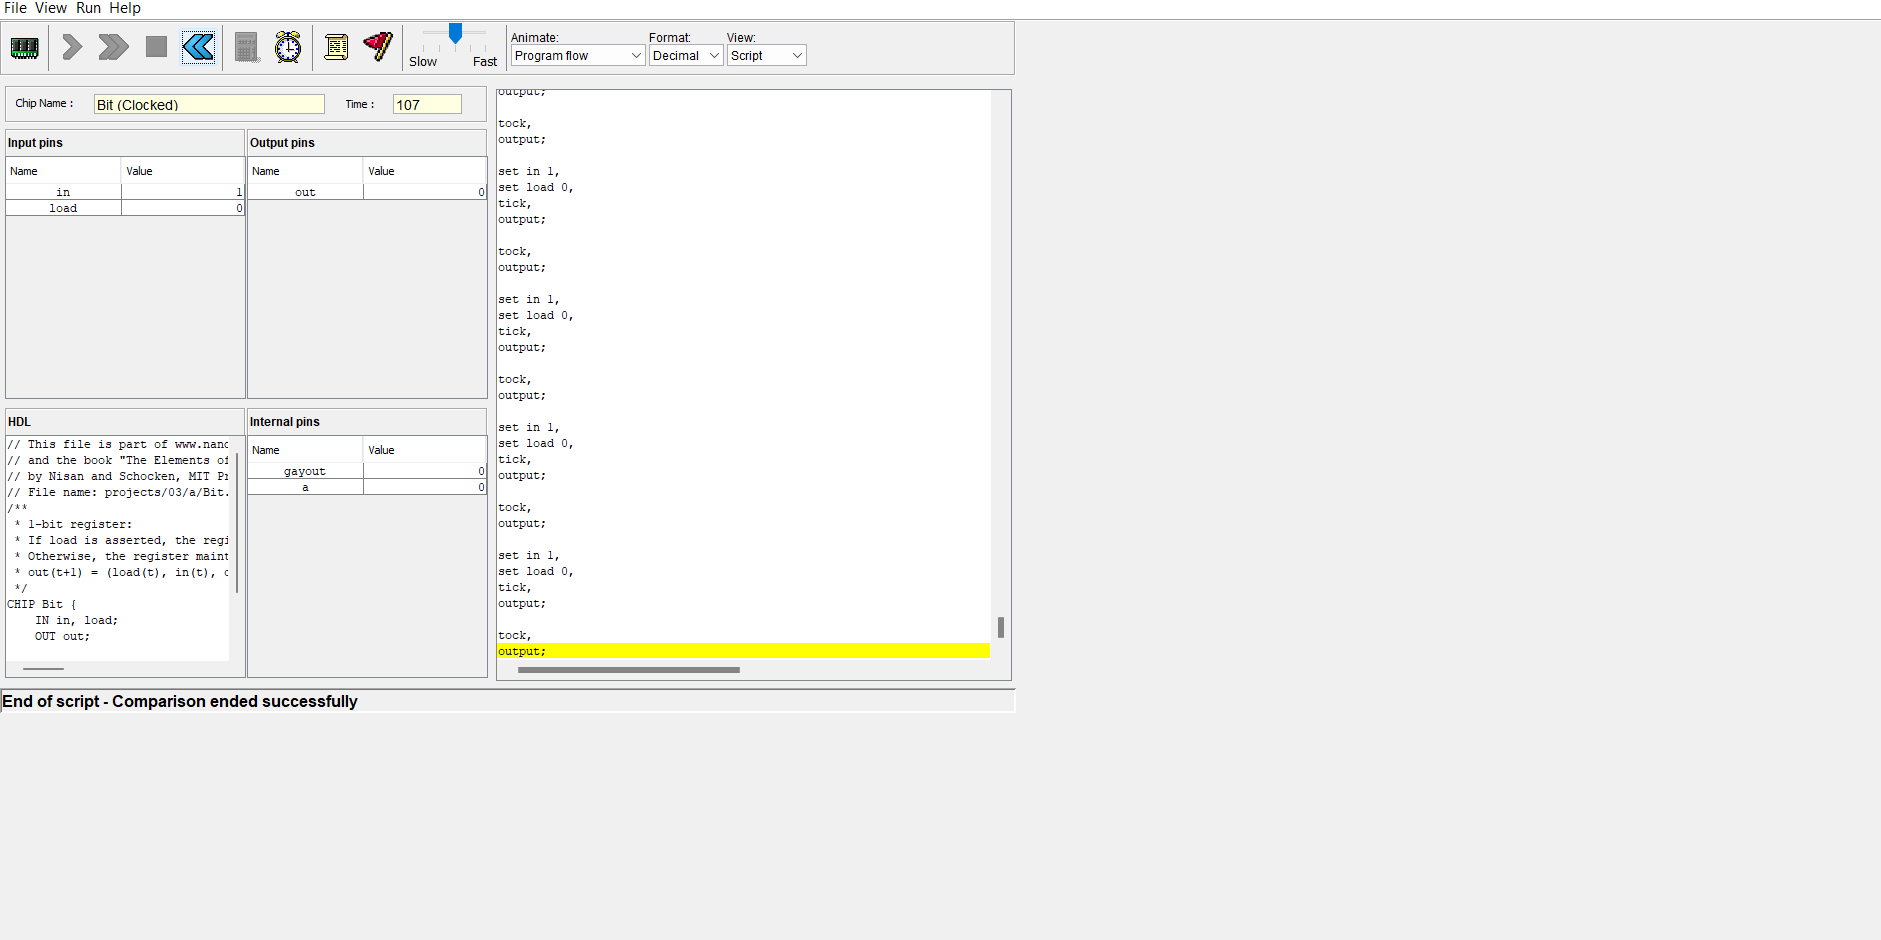 File View Run Help
Slow Fast
Animate: Format: View:
Program flow Decimal Script
Chip Name : Bit (Clocked) Time : 107
Input pins
Name Value
in 1
load 0
Output pins
Name Value
out 0
HDL
// This file is part of www.nand
// and the book "The Elements of
// by Nisan and Schocken, MIT Pr
// File name: projects/03/a/Bit.
/**
* 1-bit register:
* If load is asserted, the regi
* Otherwise, the register maint
* out(t+1) = (load(t), in(t), o
*/
CHIP Bit {
IN in, load;
OUT out;
Internal pins
Name Value
gayout 0
a 0
output;
tock,
output;
set in 1,
set load 0,
tick,
output;
tock,
output;
set in 1,
set load 0,
tick,
output;
tock,
output;
set in 1,
set load 0,
tick,
output;
tock,
output;
set in 1,
set load 0,
tick,
output;
tock,
output;
End of script - Comparison ended successfully